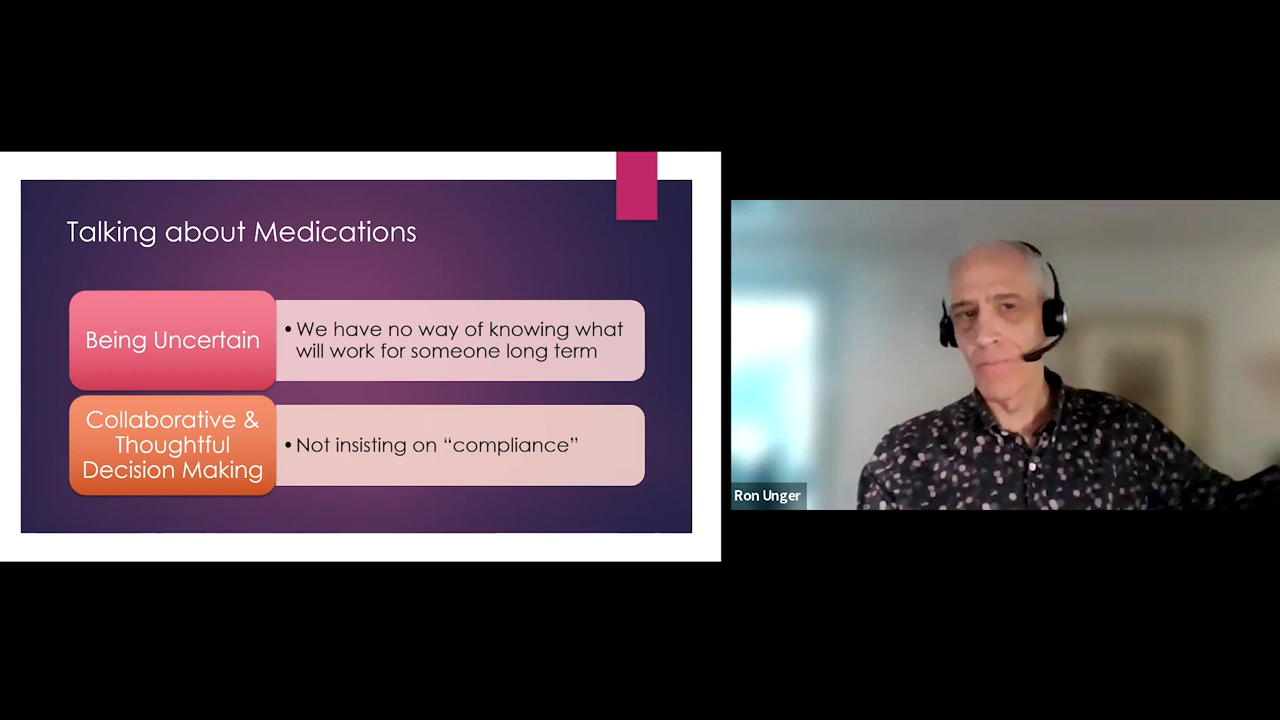 Talking about Medications
Being Uncertain
• We have no way of knowing what
will work for someone long term
Collaborative &
Thoughtful
Decision Making
• Not insisting on “compliance”
Ron Unger